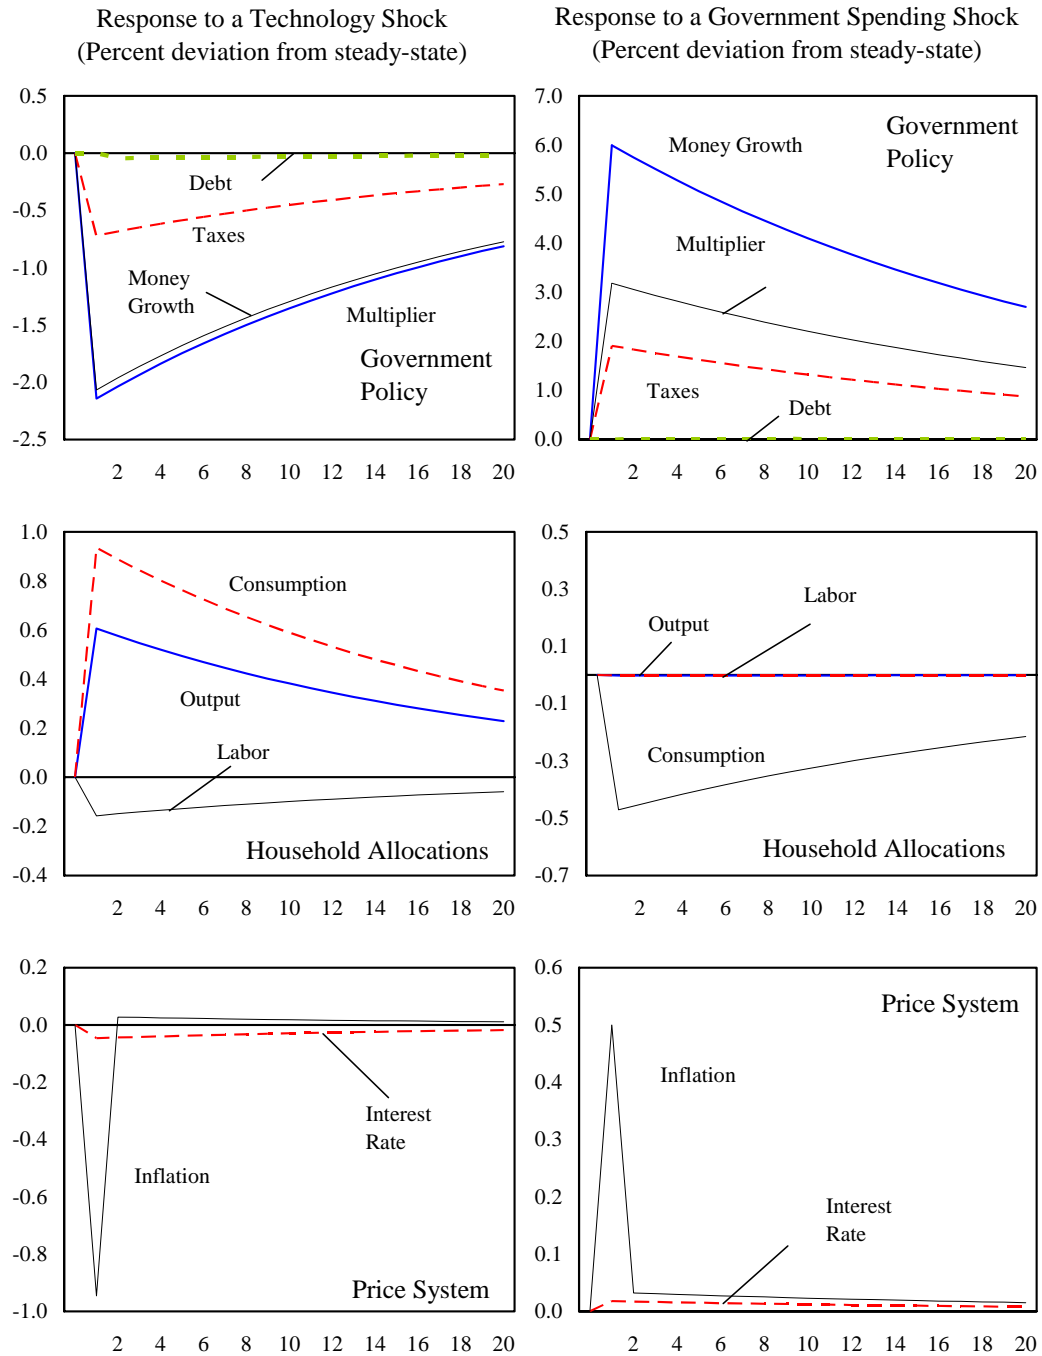 Response to a Technology Shock
(Percent deviation from steady-state)
Response to a Government Spending Shock
(Percent deviation from steady-state)
0.5
0.0
-0.5
-1.0
-1.5
-2.0
-2.5
Debt
Taxes
Money
Growth
Multiplier
Government
Policy
2 4 6 8 10 12 14 16 18 20
7.0
6.0
5.0
4.0
3.0
2.0
1.0
0.0
Government
Policy
Money Growth
Multiplier
Taxes
Debt
2 4 6 8 10 12 14 16 18 20
1.0
0.8
0.6
0.4
0.2
0.0
-0.2
-0.4
Consumption
Output
Labor
Household Allocations
2 4 6 8 10 12 14 16 18 20
0.5
0.3
0.1
-0.1
-0.3
-0.5
-0.7
Labor
Output
Consumption
Household Allocations
2 4 6 8 10 12 14 16 18 20
0.2
0.0
-0.2
-0.4
-0.6
-0.8
-1.0
Interest
Rate
Inflation
Price System
2 4 6 8 10 12 14 16 18 20
0.6
0.5
0.4
0.3
0.2
0.1
0.0
Price System
Inflation
Interest
Rate
2 4 6 8 10 12 14 16 18 20